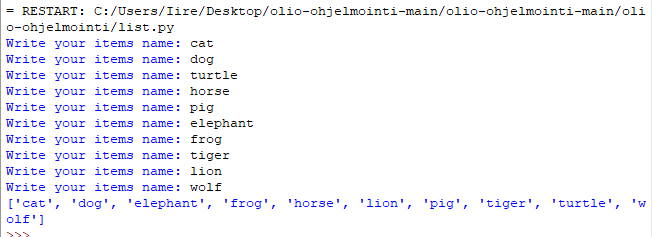 = RESTART: C:/Users/Iire/Desktop/olio-ohjelmointi-main/olio-ohjelmointi-main/oli
o-ohjelmointi/list.py
Write your items name: cat
Write your items name: dog
Write your items name: turtle
Write your items name: horse
Write your items name: pig
Write your items name: elephant
Write your items name: frog
Write your items name: tiger
Write your items name: lion
Write your items name: wolf
['cat', 'dog', 'elephant', 'frog', 'horse', 'lion', 'pig', 'tiger', 'turtle', 'w
olf']
>>>